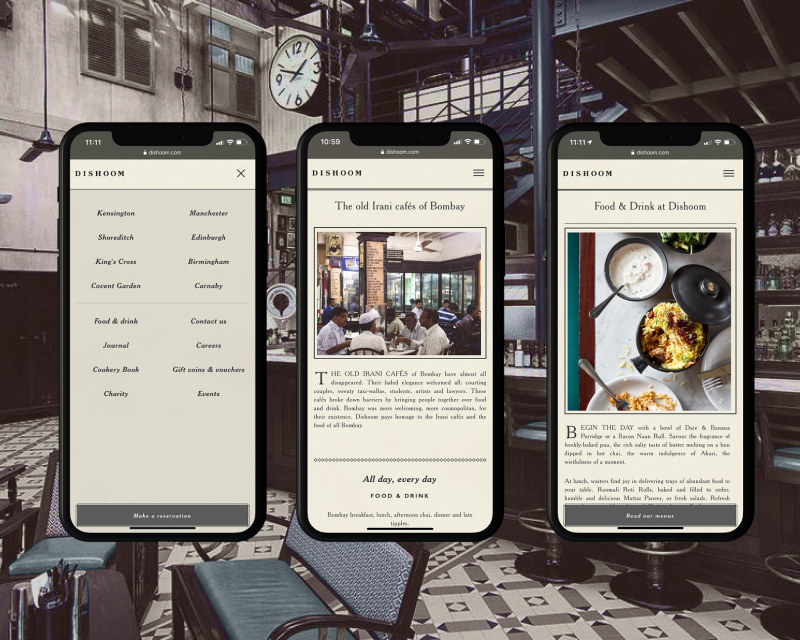 11:11
dishoom.com
DISHOOM
Kensington
Manchester
Shoreditch
Edinburgh
King's Cross
Birmingham
Covent Garden
Carnaby
Food & drink
Contact us
Journal
Careers
Cookery Book
Gift coins & vouchers
Charity
Events
Make a reservation
10:59
dishoom.com
DISHOOM
The old Irani cafés of Bombay
THE OLD IRANI CAFÉS of Bombay have almost all
disappeared. Their faded elegance welcomed all: courting
couples, sweaty taxi-wallas, students, artists and lawyers. These
cafés broke down barriers by bringing people together over food
and drink. Bombay was more welcoming, more cosmopolitan, for
their existence. Dishoom pays homage to the Irani cafés and the
food of all Bombay.
All day, every day
FOOD & DRINK
Bombay breakfast, lunch, afternoon chai, dinner and late
tipples.
11:11
dishoom.com
DISHOOM
Food & Drink at Dishoom
BEGIN THE DAY with a bowl of Date & Banana
Porridge or a Bacon Naan Roll. Savour the fragrance of
freshly-baked pau, the rich salty taste of butter melting on a bun
dipped in hot chai, the warm indulgence of Akuri, the
wistfulness of a moment.
At lunch, waiters find joy in delivering trays of abundant food to
your table. Roomali Roti Rolls, baked and filled to order,
humble and delicious Mattar Paneer, or fresh salads. Refresh
Read our menus